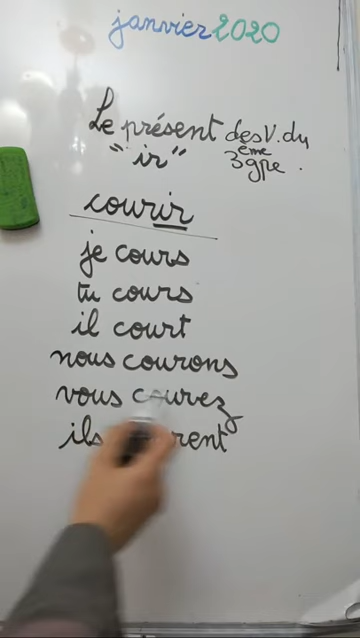 janvier 2020
Le présent des V. du
"ir" 3ème gpe.
courir
je cours
tu cours
il court
nous courons
vous courez
ils